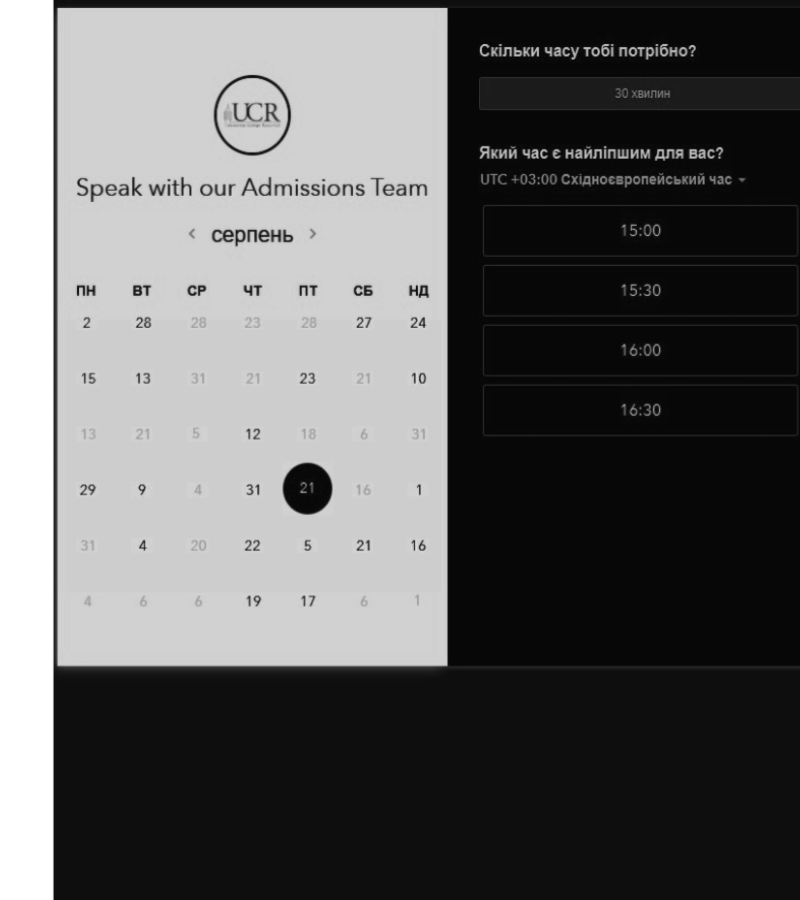 UCR
Speak with our Admissions Team
‹ серпень ›
ПН ВТ СР ЧТ ПТ СБ НД
2 28 28 23 28 27 24
15 13 31 21 23 21 10
13 21 5 12 18 6 31
29 9 4 31 21 16 1
31 4 20 22 5 21 16
4 6 6 19 17 6 1
Скільки часу тобі потрібно?
30 хвилин
Який час є найліпшим для вас?
UTC +03:00 Східноєвропейський час
15:00
15:30
16:00
16:30